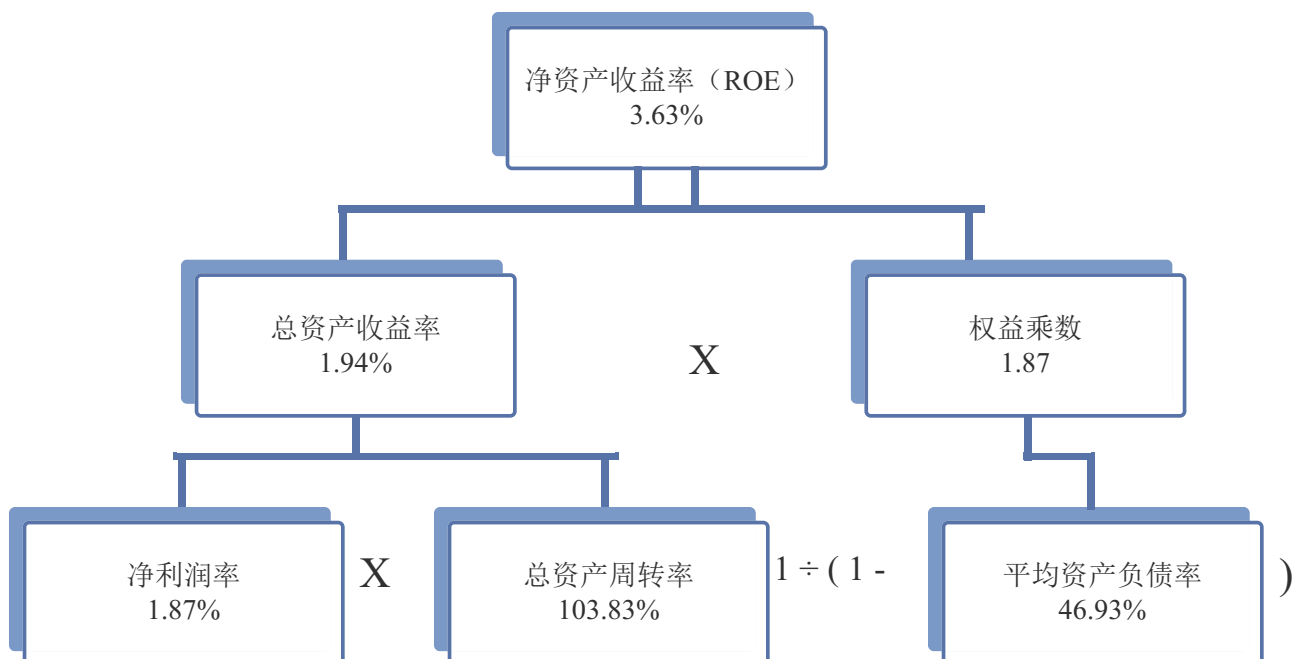 净资产收益率（ROE）
3.63%
总资产收益率
1.94%
X
权益乘数
1.87
净利润率
1.87%
X
总资产周转率
103.83%
1 ÷ ( 1 -
平均资产负债率
46.93%
)